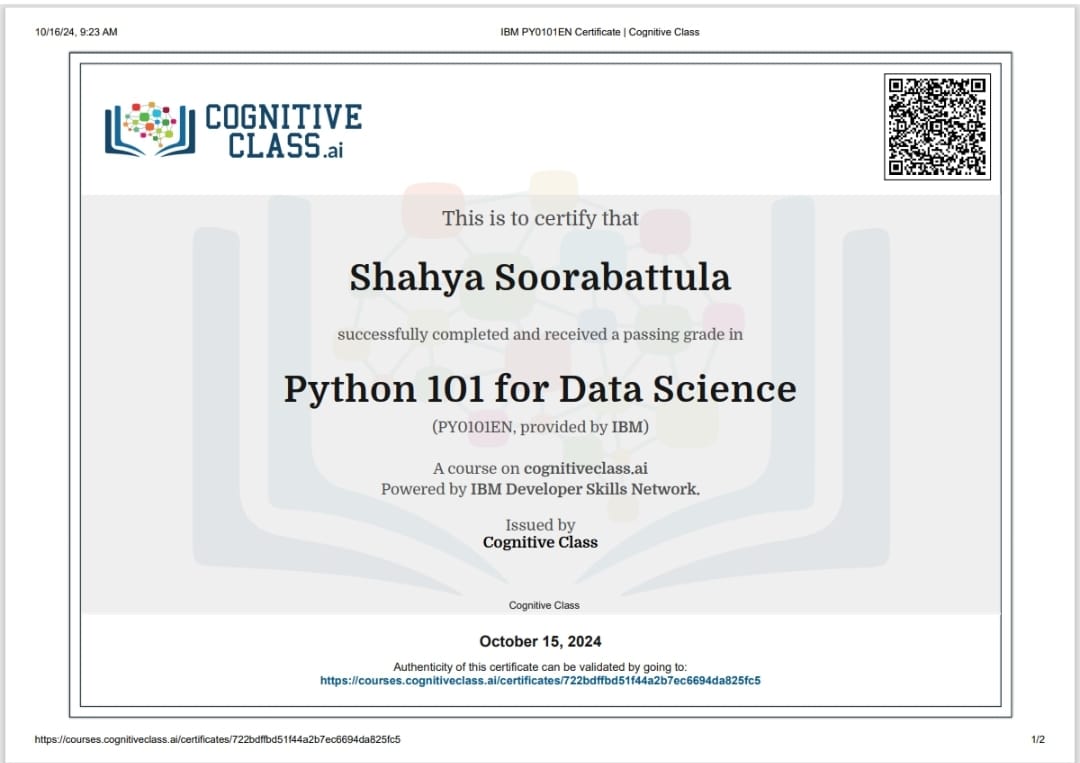 10/16/24, 9:23 AM
IBM PY0101EN Certificate | Cognitive Class
COGNITIVE
CLASS.ai
This is to certify that
Shahya Soorabattula
successfully completed and received a passing grade in
Python 101 for Data Science
(PY0101EN, provided by IBM)
A course on cognitiveclass.ai
Powered by IBM Developer Skills Network.
Issued by
Cognitive Class
Cognitive Class
October 15, 2024
Authenticity of this certificate can be validated by going to:
https://courses.cognitiveclass.ai/certificates/722bdffbd51f44a2b7ec6694da825fc5
https://courses.cognitiveclass.ai/certificates/722bdffbd51f44a2b7ec6694da825fc5
1/2